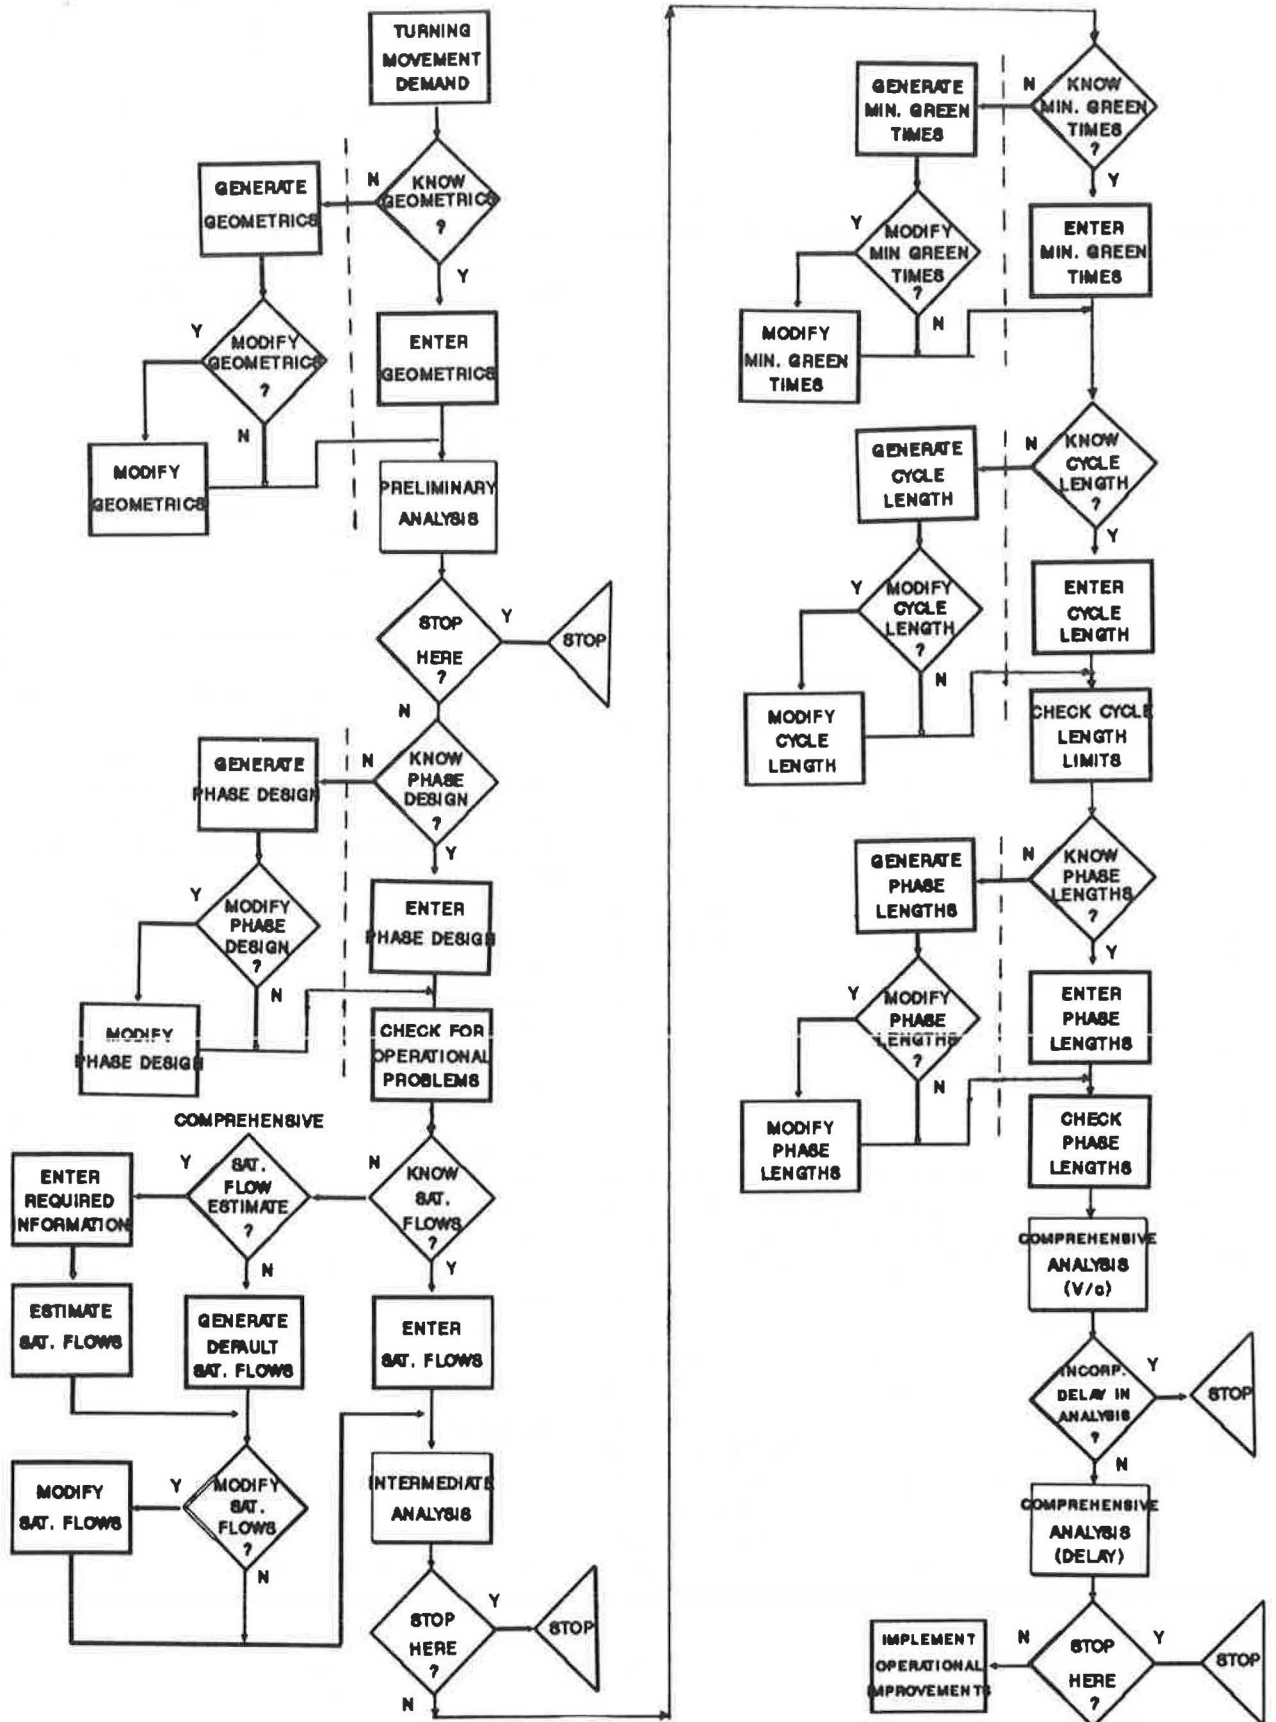 TURNING
MOVEMENT
DEMAND
KNOW
GEOMETRICS
?
N
Y
GENERATE
GEOMETRICS
MODIFY
GEOMETRICS
?
Y
N
MODIFY
GEOMETRICS
ENTER
GEOMETRICS
PRELIMINARY
ANALYSIS
STOP
HERE
?
Y
STOP
N
KNOW
PHASE
DESIGN
?
N
Y
GENERATE
PHASE DESIGN
MODIFY
PHASE
DESIGN
?
Y
N
MODIFY
PHASE DESIGN
ENTER
PHASE DESIGN
CHECK FOR
OPERATIONAL
PROBLEMS
KNOW
SAT.
FLOWS
?
N
Y
COMPREHENSIVE
SAT.
FLOW
ESTIMATE
?
Y
N
ENTER
REQUIRED
NFORMATION
ESTIMATE
SAT. FLOWS
GENERATE
DEFAULT
SAT. FLOWS
ENTER
SAT. FLOWS
MODIFY
SAT.
FLOWS
?
Y
N
MODIFY
SAT. FLOWS
INTERMEDIATE
ANALYSIS
STOP
HERE
?
Y
STOP
N
KNOW
MIN. GREEN
TIMES
?
N
Y
GENERATE
MIN. GREEN
TIMES
MODIFY
MIN GREEN
TIMES
?
Y
N
MODIFY
MIN. GREEN
TIMES
ENTER
MIN. GREEN
TIMES
KNOW
CYCLE
LENGTH
?
N
Y
GENERATE
CYCLE
LENGTH
MODIFY
CYCLE
LENGTH
?
Y
N
MODIFY
CYCLE
LENGTH
ENTER
CYCLE
LENGTH
CHECK CYCLE
LENGTH
LIMITS
KNOW
PHASE
LENGTHS
?
N
Y
GENERATE
PHASE
LENGTHS
MODIFY
PHASE
LENGTHS
?
Y
N
MODIFY
PHASE
LENGTHS
ENTER
PHASE
LENGTHS
CHECK
PHASE
LENGTHS
COMPREHENSIVE
ANALYSIS
(V/c)
INCORP.
DELAY IN
ANALYSIS
?
Y
STOP
N
COMPREHENSIVE
ANALYSIS
(DELAY)
STOP
HERE
?
Y
STOP
N
IMPLEMENT
OPERATIONAL
IMPROVEMENTS